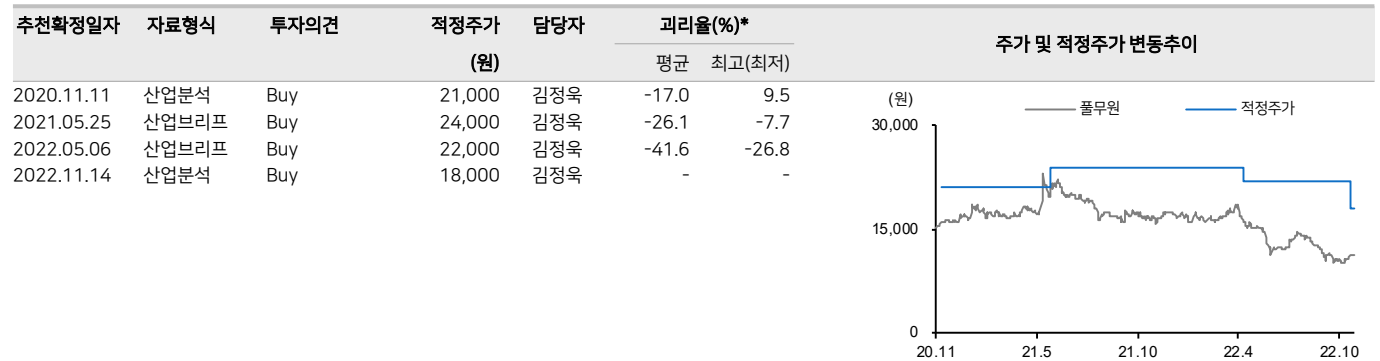 추천확정일자 자료형식 투자의견 적정주가 담당자 괴리율(%)* 주가 및 적정주가 변동추이
(원) 평균 최고(최저)
2020.11.11 산업분석 Buy 21,000 김정욱 -17.0 9.5
2021.05.25 산업브리프 Buy 24,000 김정욱 -26.1 -7.7
2022.05.06 산업브리프 Buy 22,000 김정욱 -41.6 -26.8
2022.11.14 산업분석 Buy 18,000 김정욱 - -
(원) 풀무원 적정주가
30,000
15,000
0
20.11 21.5 21.10 22.4 22.10